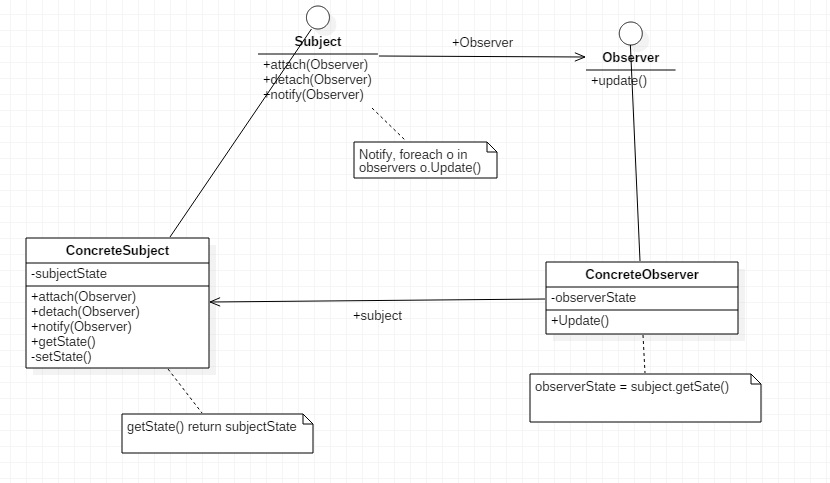 Subject
+attach(Observer)
+detach(Observer)
+notify(Observer)
+Observer
Observer
+update()
Notify, foreach o in
observers o.Update()
ConcreteSubject
-subjectState
+attach(Observer)
+detach(Observer)
+notify(Observer)
+getState()
-setState()
+subject
ConcreteObserver
-observerState
+Update()
observerState = subject.getSate()
getState() return subjectState